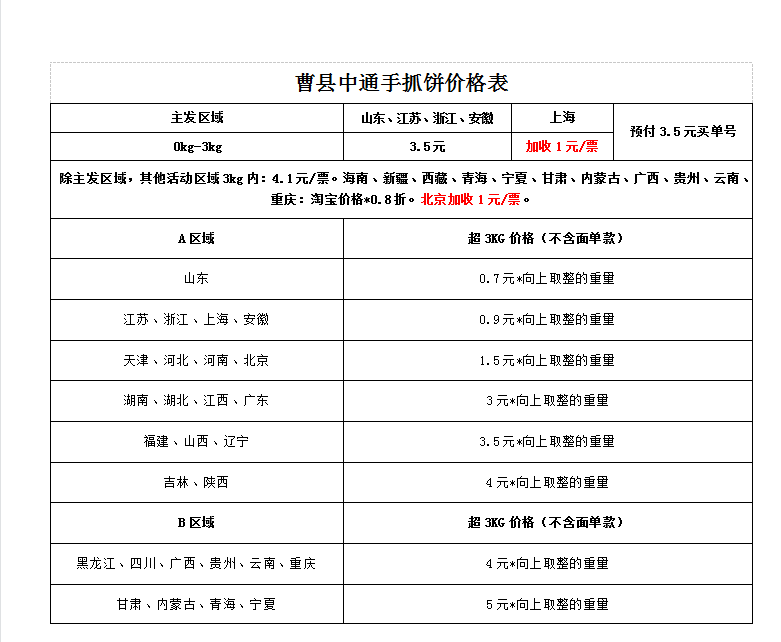 曹县中通手抓饼价格表
主发区域 山东、江苏、浙江、安徽 上海 预付 3.5 元买单号
0kg-3kg 3.5元 加收 1 元/票
除主发区域，其他活动区域 3kg 内：4.1 元/票。海南、新疆、西藏、青海、宁夏、甘肃、内蒙古、广西、贵州、云南、
重庆：淘宝价格*0.8 折。北京加收 1 元/票。
A 区域 超 3KG 价格（不含面单款）
山东 0.7 元*向上取整的重量
江苏、浙江、上海、安徽 0.9 元*向上取整的重量
天津、河北、河南、北京 1.5 元*向上取整的重量
湖南、湖北、江西、广东 3 元*向上取整的重量
福建、山西、辽宁 3.5 元*向上取整的重量
吉林、陕西 4 元*向上取整的重量
B 区域 超 3KG 价格（不含面单款）
黑龙江、四川、广西、贵州、云南、重庆 4 元*向上取整的重量
甘肃、内蒙古、青海、宁夏 5 元*向上取整的重量